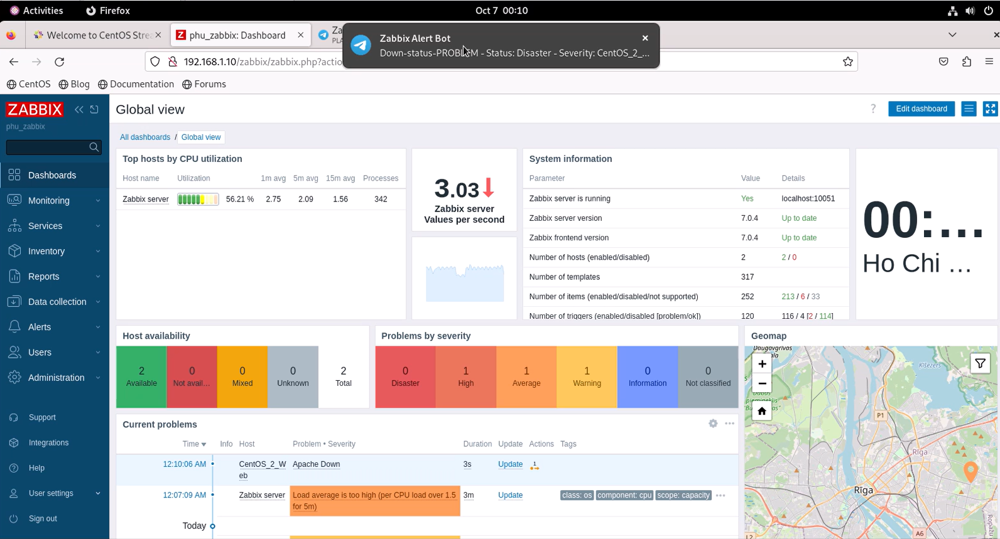 Activities
Firefox
Oct 7 00:10
Welcome to CentOS Strea
phu_zabbix: Dashboard
Za
PLA
Zabbix Alert Bot
Down-status-PROBLEM - Status: Disaster - Severity: CentOS_2_...
192.168.1.10/zabbix/zabbix.php?actio
CentOS
Blog
Documentation
Forums
ZABBIX
phu_zabbix
Dashboards
Monitoring
Services
Inventory
Reports
Data collection
Alerts
Users
Administration
Support
Integrations
Help
User settings
Sign out
Global view
?
Edit dashboard
All dashboards / Global view
Top hosts by CPU utilization
Host name Utilization 1m avg 5m avg 15m avg Processes
Zabbix server 56.21 % 2.75 2.09 1.56 342
3.03
Zabbix server
Values per second
System information
Parameter Value Details
Zabbix server is running Yes localhost:10051
Zabbix server version 7.0.4 Up to date
Zabbix frontend version 7.0.4 Up to date
Number of hosts (enabled/disabled) 2 2 / 0
Number of templates 317
Number of items (enabled/disabled/not supported) 252 213 / 6 / 33
Number of triggers (enabled/disabled [problem/ok]) 120 116 / 4 [2 / 114]
00:...
Ho Chi ...
Host availability
2 0 0 0 2
Available Not avail... Mixed Unknown Total
Problems by severity
0 1 1 1 0 0
Disaster High Average Warning Information Not classified
Geomap
+
−
Daugavgrīvas
ala
Ķīšezers
Dabas
piemineklis
P1
Rīga
Rīga
A6
L2
Ropažu
Current problems
Time Info Host Problem • Severity Duration Update Actions Tags
12:10:06 AM CentOS_2_W
eb Apache Down 3s Update 1
12:07:09 AM Zabbix server Load average is too high (per CPU load over 1.5
for 5m) 3m Update class: os component: cpu scope: capacity
Today